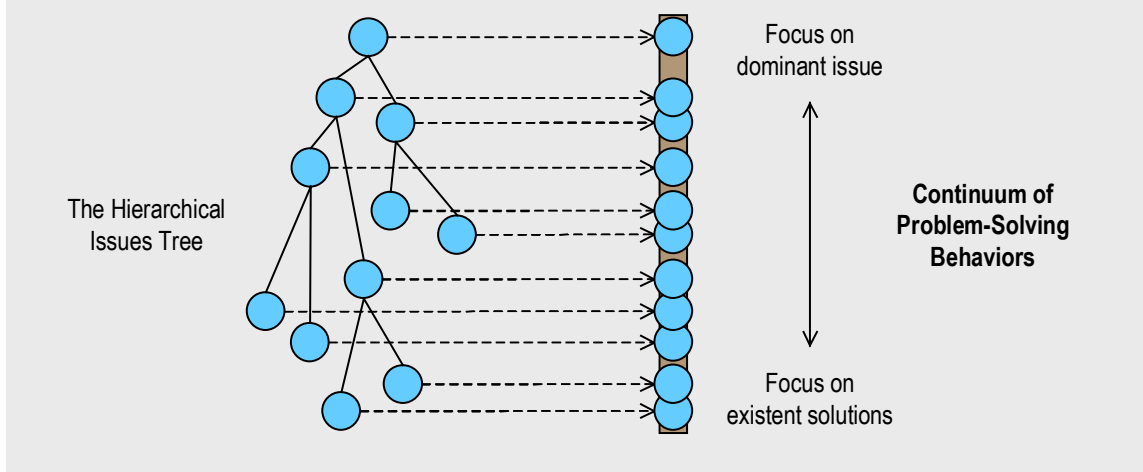 Focus on
dominant issue
The Hierarchical
Issues Tree
Continuum of
Problem-Solving
Behaviors
Focus on
existent solutions